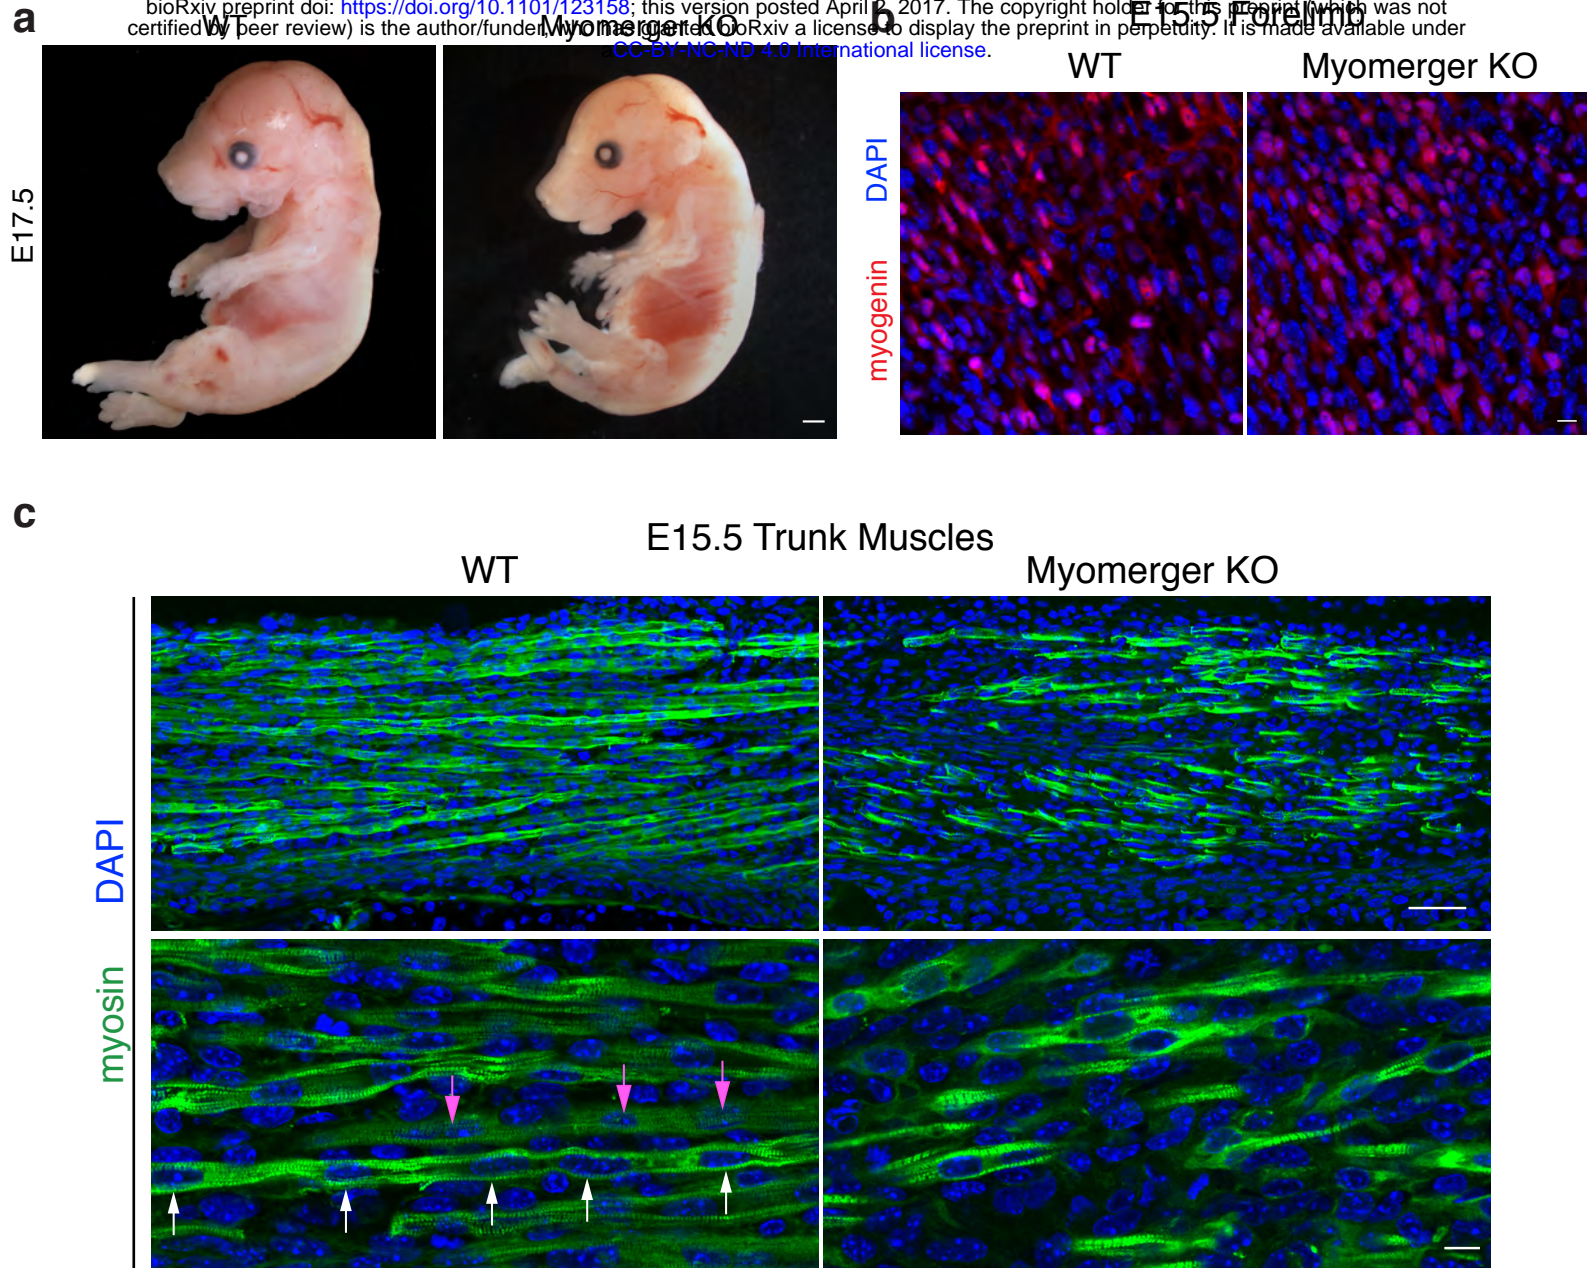 bioRxiv preprint doi: https://doi.org/10.1101/123158; this version posted April 2, 2017. The copyright holder for this preprint (which was not
certified by peer review) is the author/funder, who has granted bioRxiv a license to display the preprint in perpetuity. It is made available under
CC-BY-NC-ND 4.0 International license.
a
WT
Myomerger KO
E17.5
b
E15.5 Forelimb
WT
Myomerger KO
DAPI
myogenin
c
E15.5 Trunk Muscles
WT
Myomerger KO
DAPI
myosin